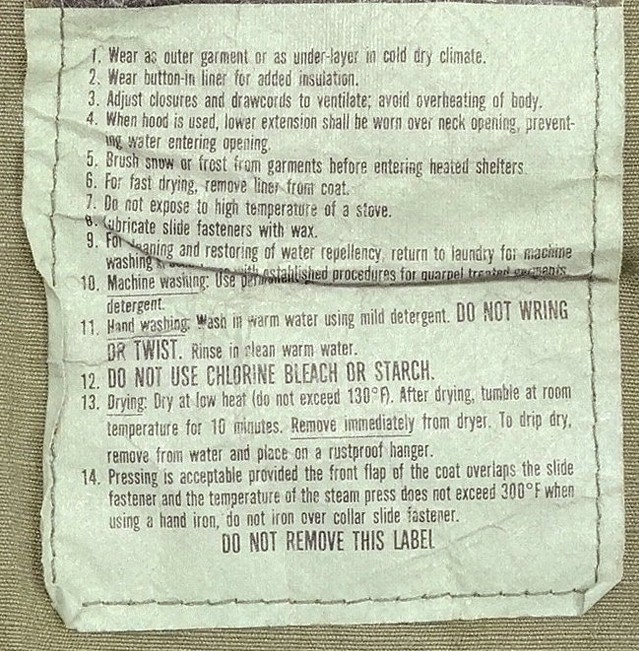 1. Wear as outer garment or as under-layer in cold dry climate.
2. Wear button-in liner for added insulation.
3. Adjust closures and drawcords to ventilate; avoid overheating of body.
4. When hood is used, lower extension shall be worn over neck opening, prevent-
ing water entering opening.
5. Brush snow or frost from garments before entering heated shelters.
6. For fast drying, remove liner from coat.
7. Do not expose to high temperature of a stove.
8. Lubricate slide fasteners with wax.
9. For cleaning and restoring of water repellency, return to laundry for machine
washing with established procedures for quarpel treated garments.
10. Machine washing: Use
detergent.
11. Hand washing: Wash in warm water using mild detergent. DO NOT WRING
OR TWIST. Rinse in clean warm water.
12. DO NOT USE CHLORINE BLEACH OR STARCH.
13. Drying: Dry at low heat (do not exceed 130°F). After drying, tumble at room
temperature for 10 minutes. Remove immediately from dryer. To drip dry,
remove from water and place on a rustproof hanger.
14. Pressing is acceptable provided the front flap of the coat overlaps the slide
fastener and the temperature of the steam press does not exceed 300°F when
using a hand iron, do not iron over collar slide fastener.
DO NOT REMOVE THIS LABEL